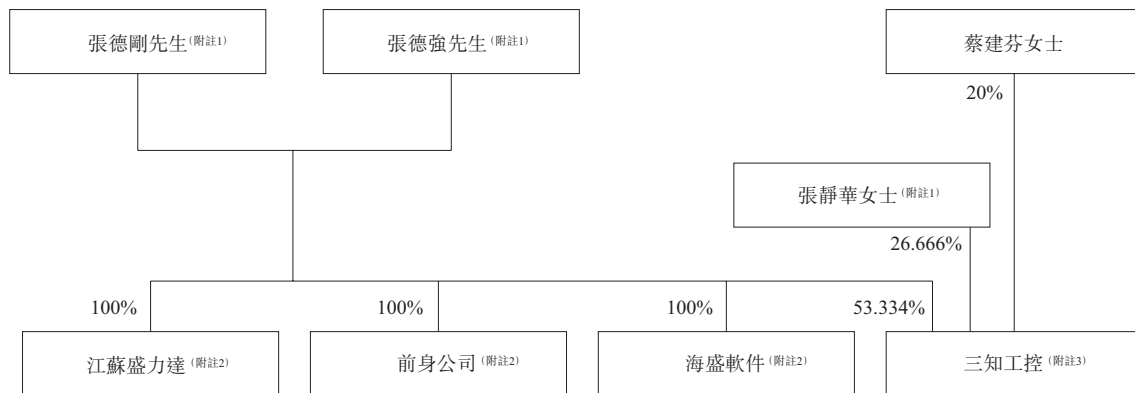 張德剛先生(附註1)
張德強先生(附註1)
蔡建芬女士
20%
張靜華女士(附註1)
26.666%
100%
100%
100%
53.334%
江蘇盛力達(附註2)
前身公司(附註2)
海盛軟件(附註2)
三知工控(附註3)